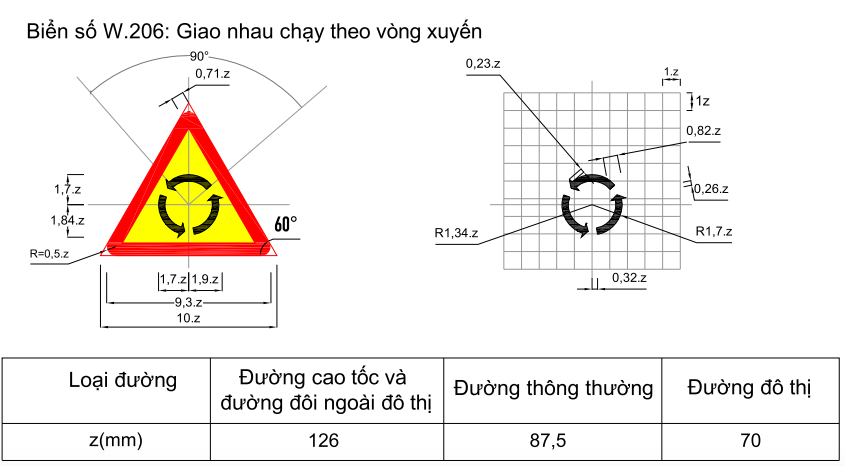 Biển số W.206: Giao nhau chạy theo vòng xuyến
90°
0,71.z
1,7.z
1,84.z
R=0,5.z
60°
1,7.z 1,9.z
9,3.z
10.z
0,23.z
1.z
1z
0,82.z
0,26.z
R1,34.z
R1,7.z
0,32.z
Loại đường
Đường cao tốc và
đường đôi ngoài đô thị
Đường thông thường
Đường đô thị
z(mm)
126
87,5
70